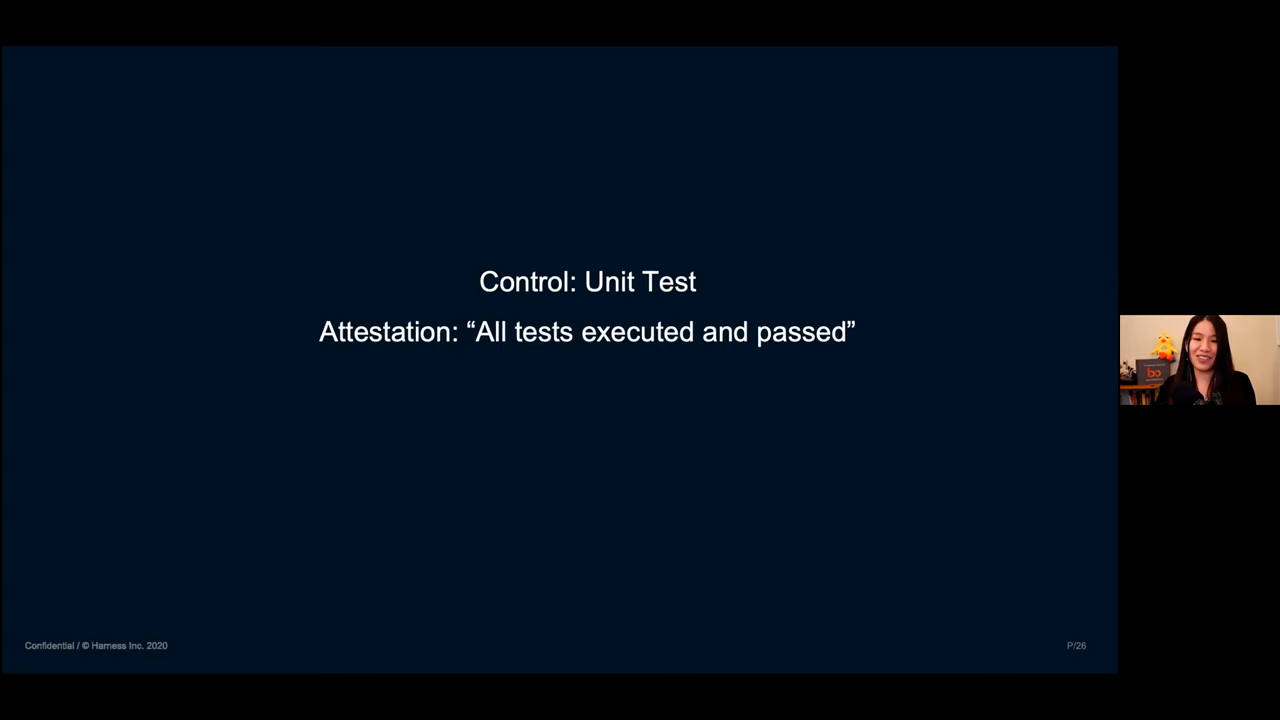 Control: Unit Test
Attestation: “All tests executed and passed”
Confidential / © Harness Inc. 2020
P/26